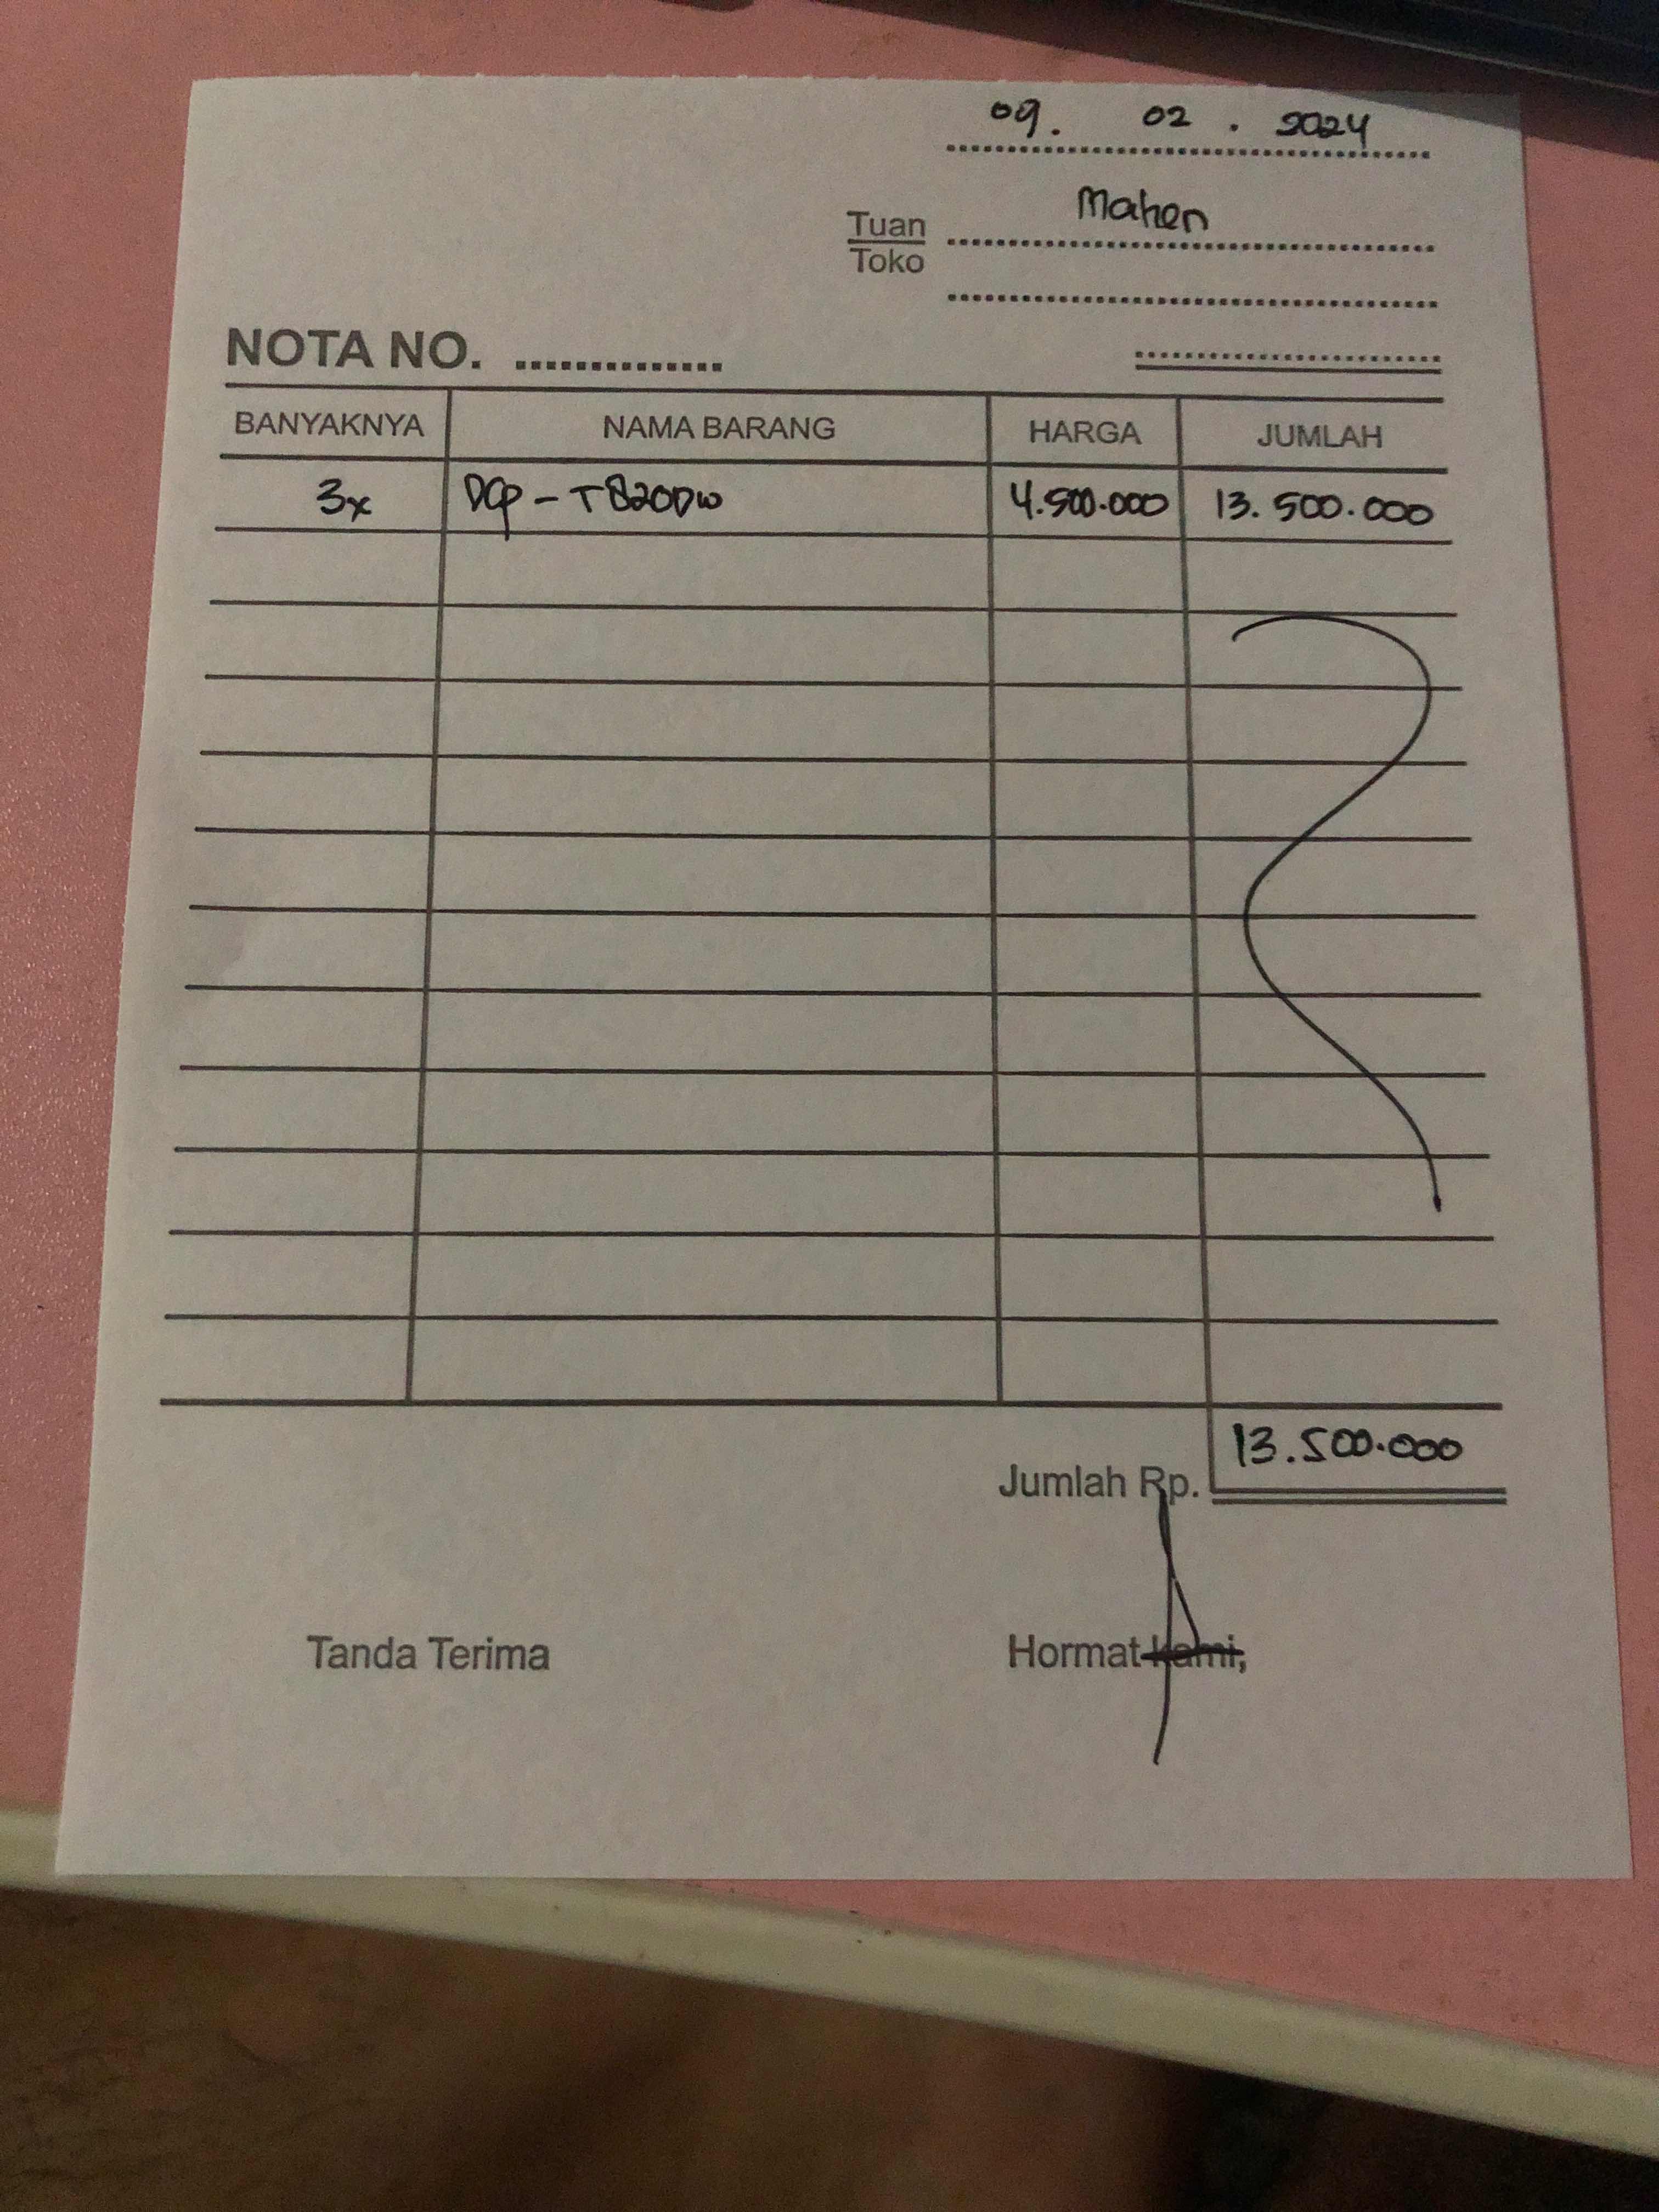 09. 02. 2024
Tuan Mahen
Toko
NOTA NO. ..............
BANYAKNYA NAMA BARANG HARGA JUMLAH
3x DCP - T820DW 4.500.000 13.500.000
Jumlah Rp. 13.500.000
Tanda Terima Hormat kami,